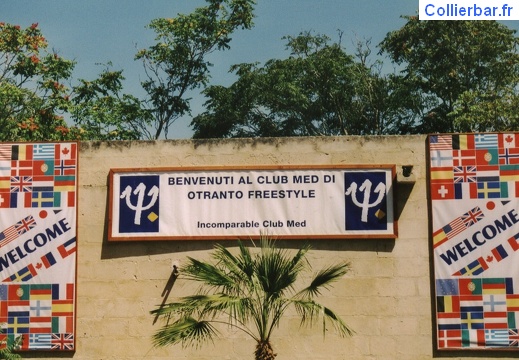 Collierbar.fr
BENVENUTI AL CLUB MED DI
OTRANTO FREESTYLE
Incomparable Club Med
WELCOME
WELCOME